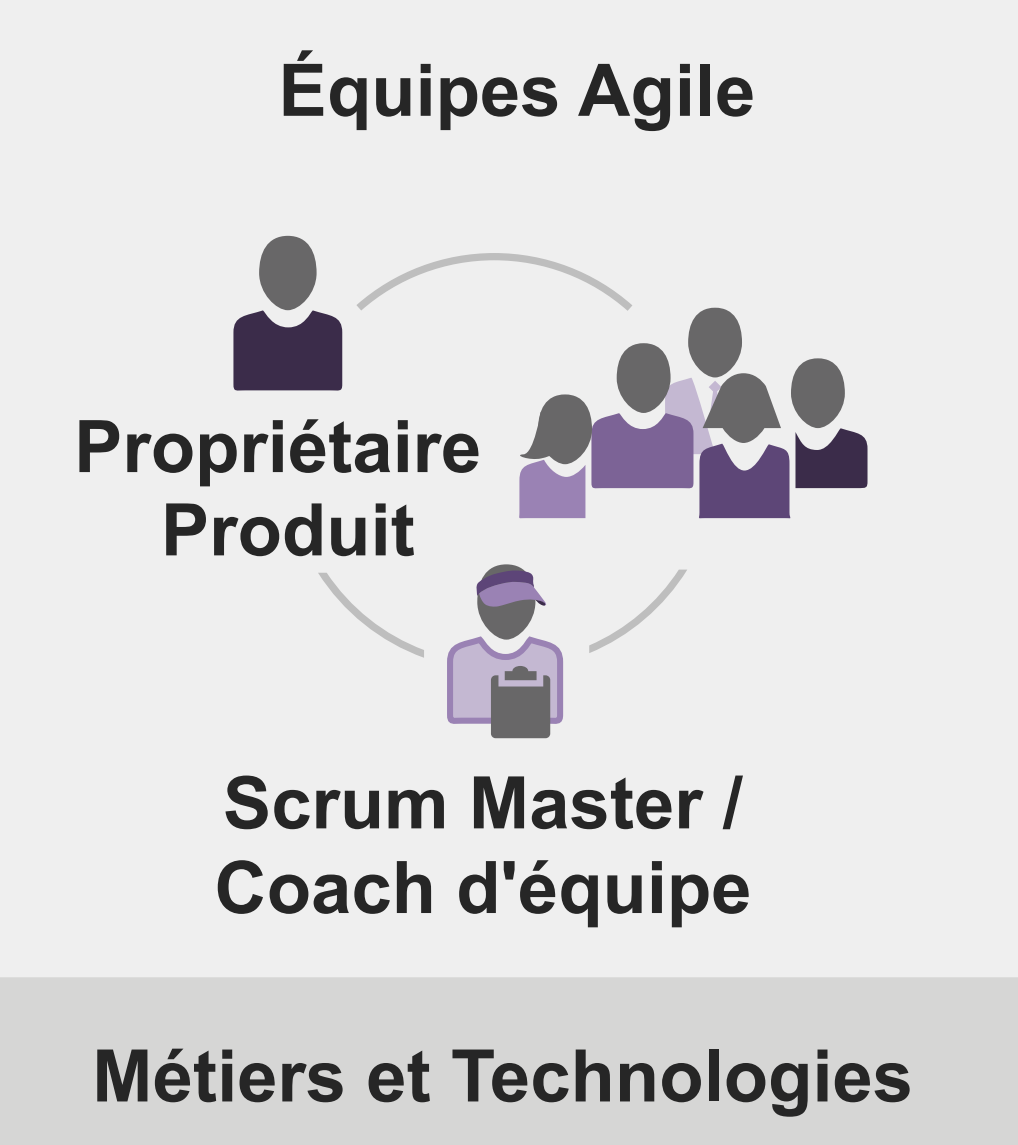 Équipes Agile
Propriétaire
Produit
Scrum Master /
Coach d'équipe
Métiers et Technologies